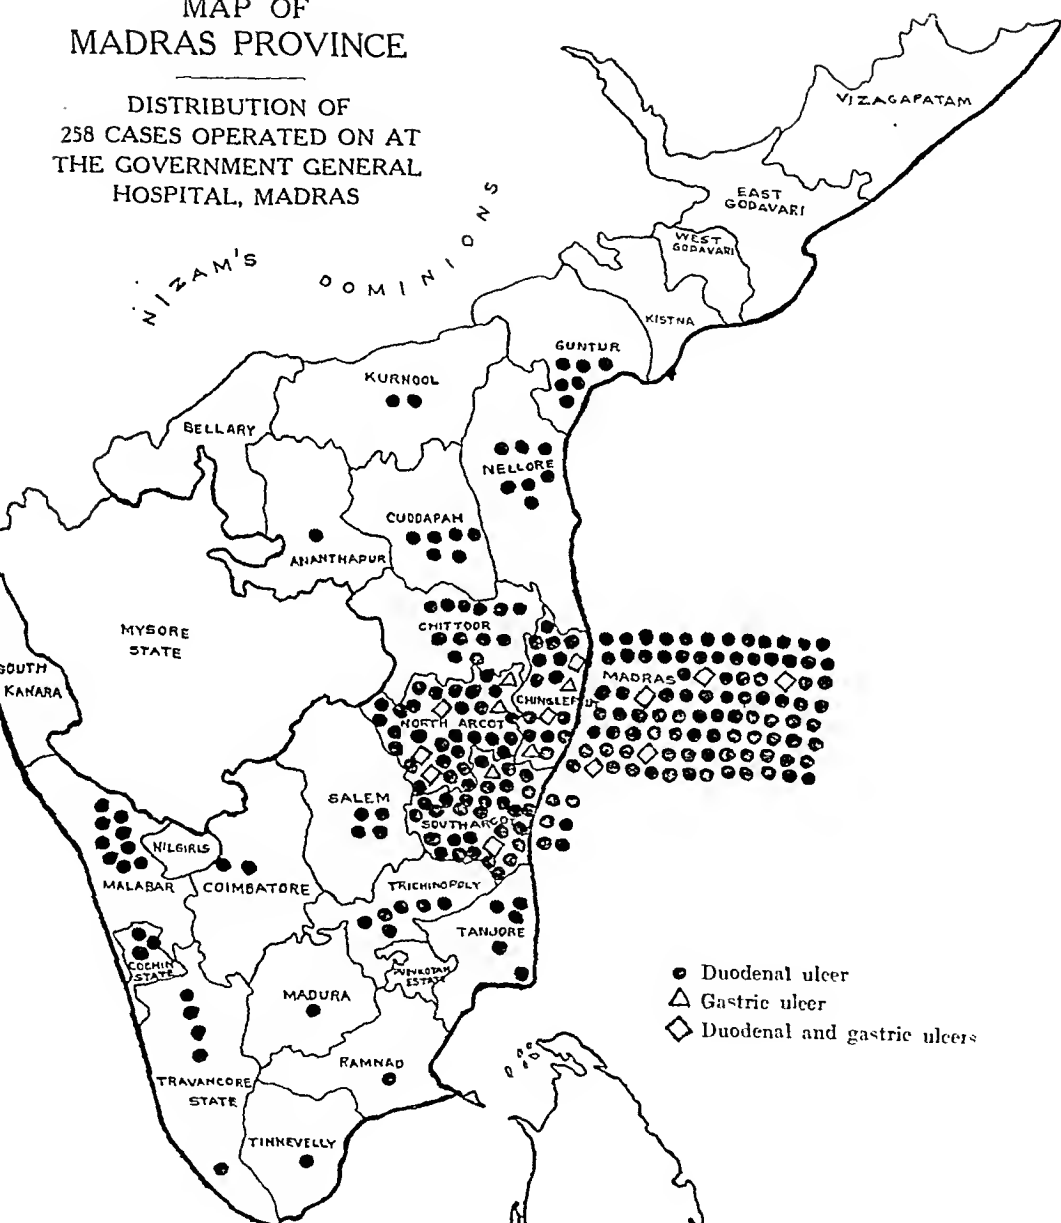 MAP OF
MADRAS PROVINCE
DISTRIBUTION OF
258 CASES OPERATED ON AT
THE GOVERNMENT GENERAL
HOSPITAL, MADRAS
NIZAM'S DOMINIONS
VIZAGAPATAM
EAST
GODAVARI
WEST
GODAVARI
KISTNA
GUNTUR
KURNOOL
BELLARY
NELLORE
CUDDAPAH
ANANTHAPUR
CHITTOOR
MYSORE
STATE
SOUTH
KANARA
MADRAS
CHINGLEPUT
NORTH ARCOT
SALEM
SOUTH ARCOT
NILGIRIS
MALABAR
COIMBATORE
TRICHINOPOLY
TANJORE
COCHIN
STATE
ESTATE
MADURA
RAMNAD
TRAVANCORE
STATE
TINNEVELLY
Duodenal ulcer
Gastric ulcer
Duodenal and gastric ulcers